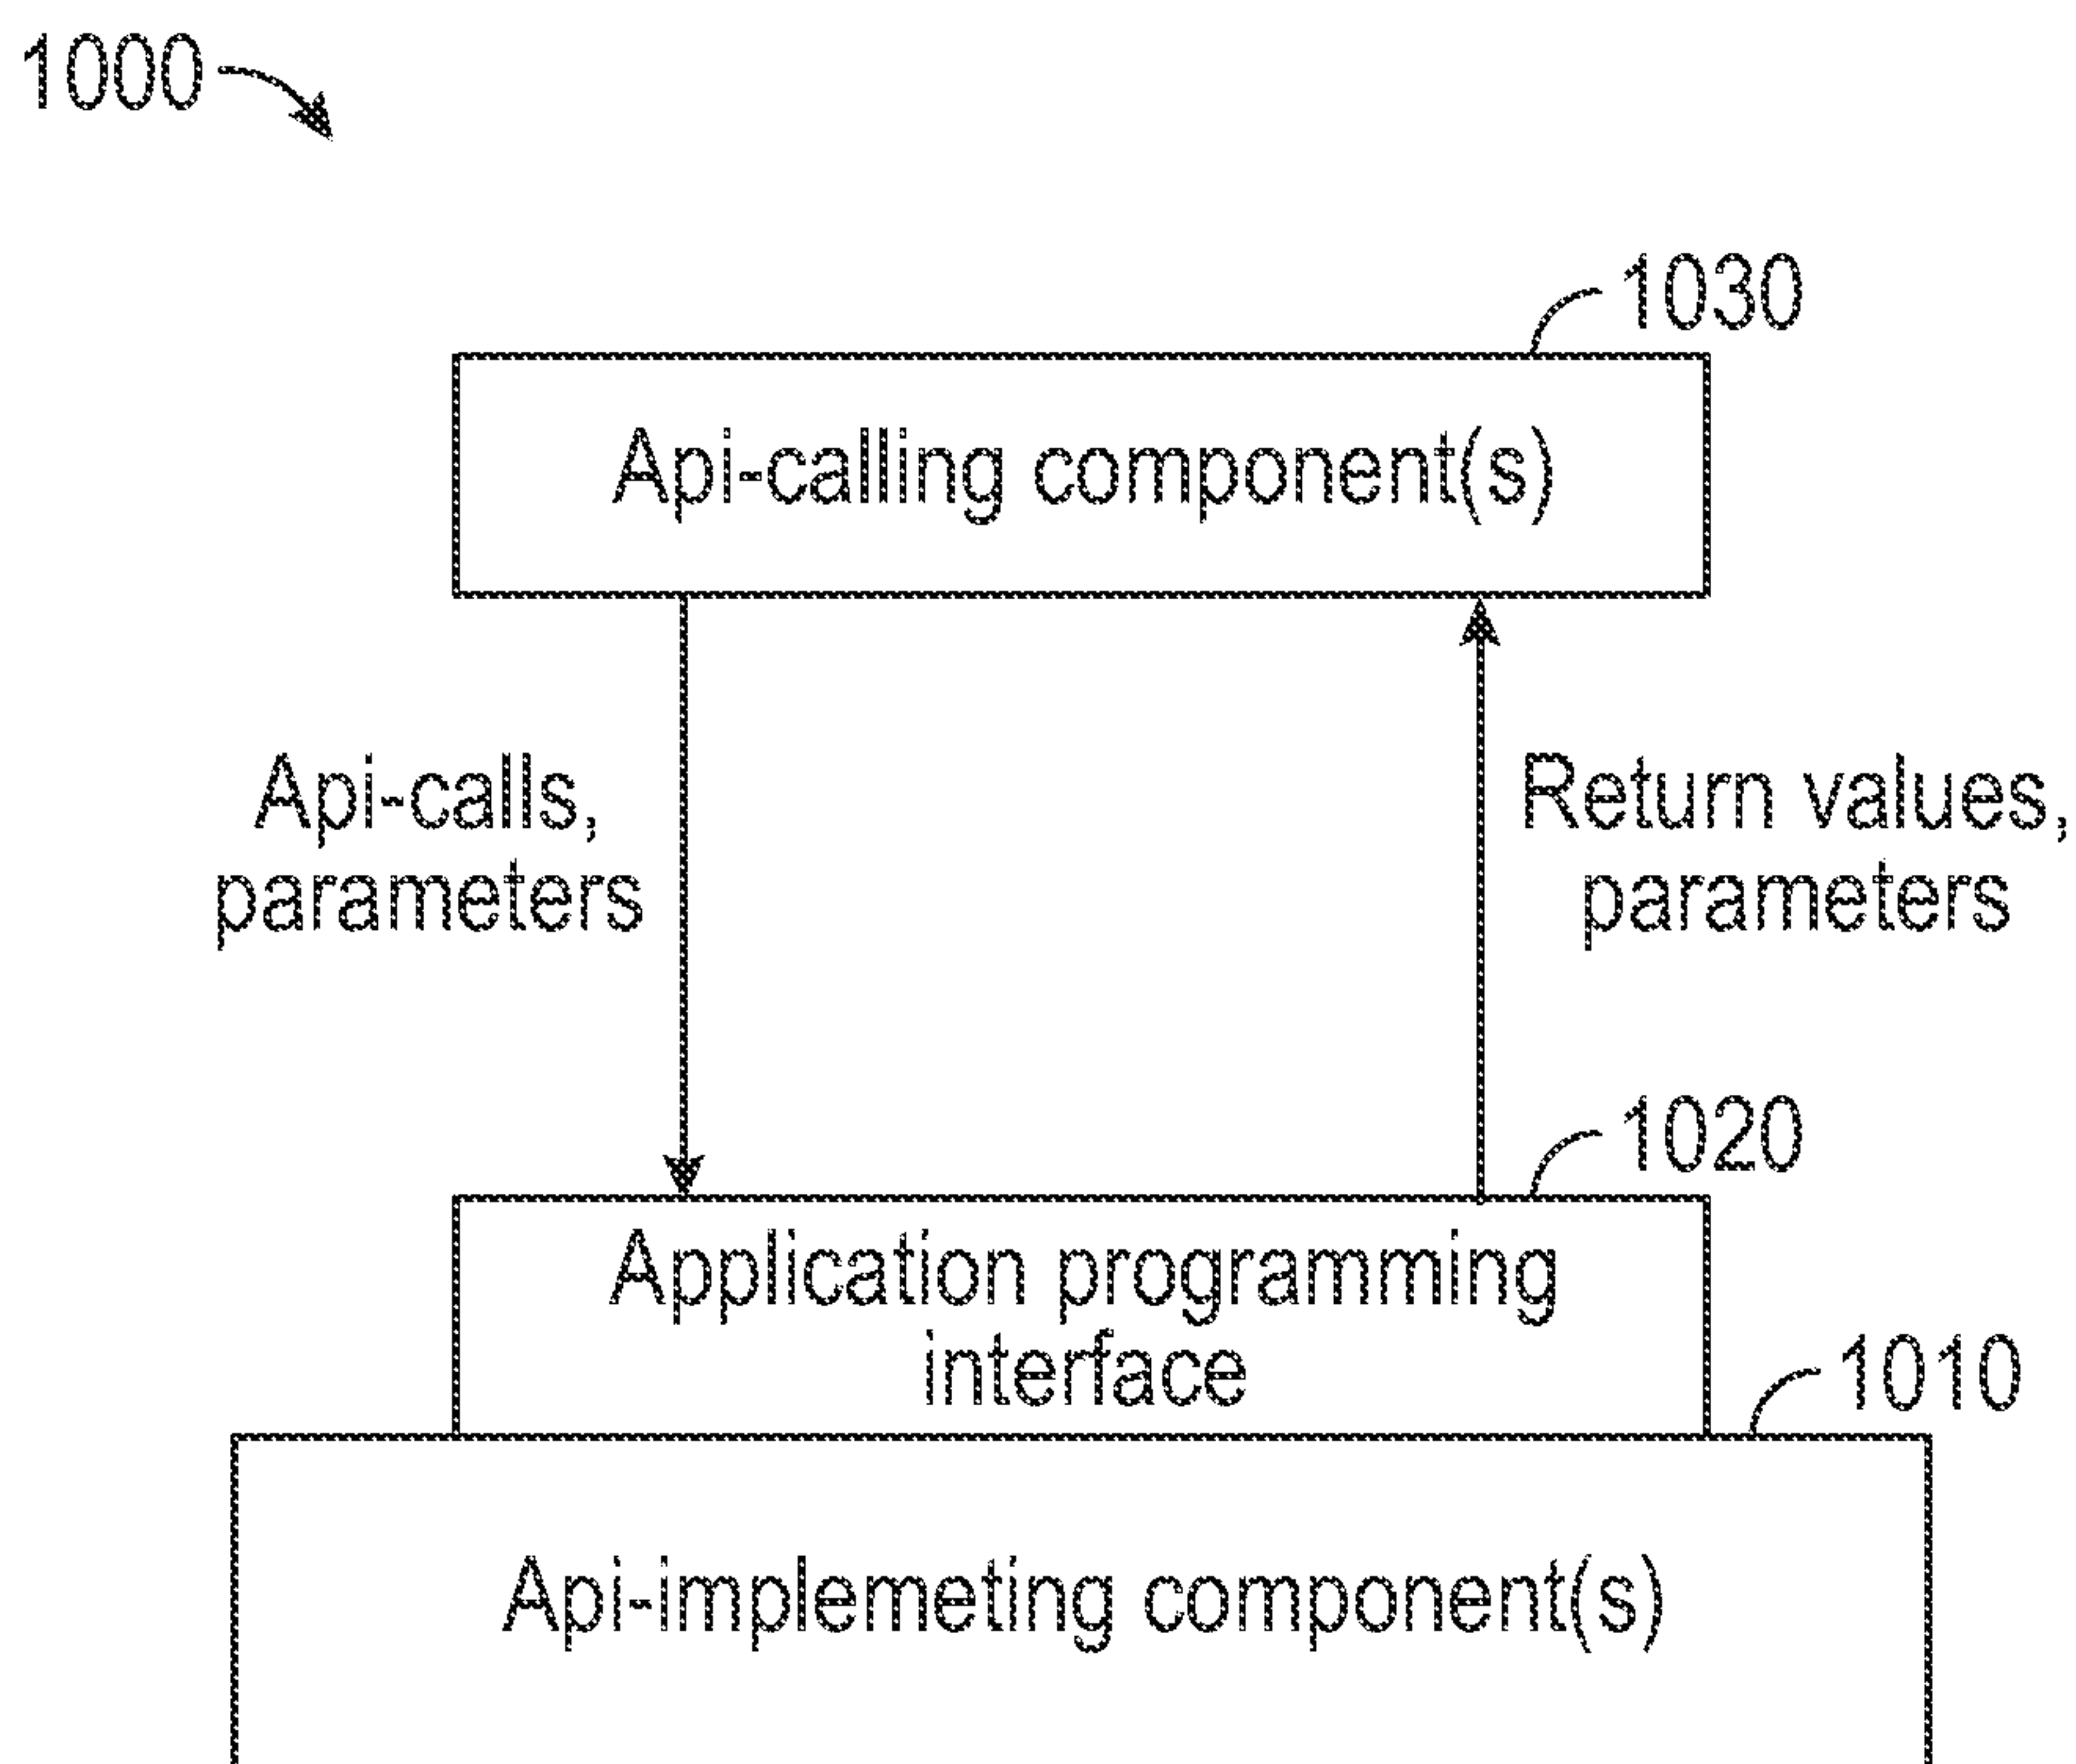 1000
1030
Api-calling component(s)
Api-calls,
parameters
Return values,
parameters
1020
Application programming
interface
1010
Api-implemeting component(s)